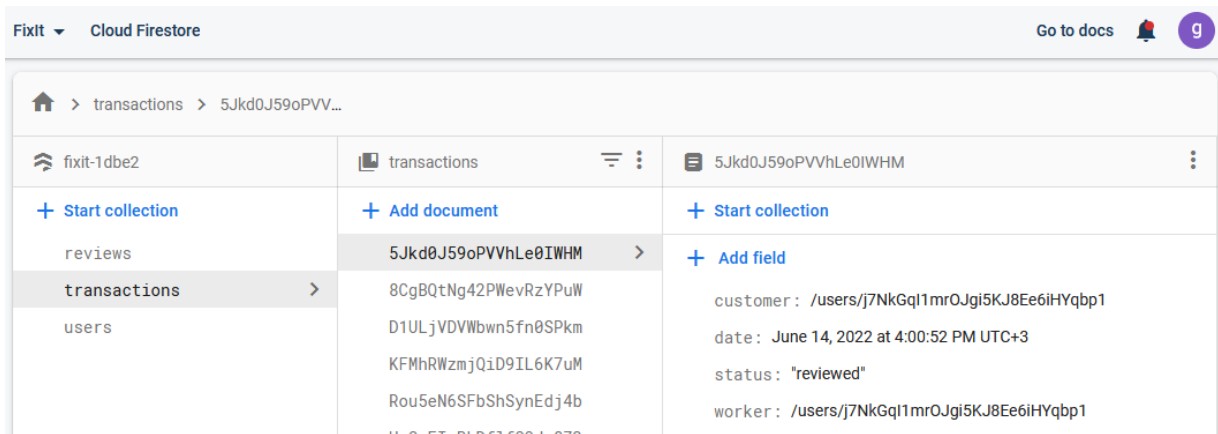 FixIt Cloud Firestore Go to docs g
transactions > 5Jkd0J59oPVV...
fixit-1dbe2 transactions 5Jkd0J59oPVVhLe0IWHM
+ Start collection + Add document + Start collection
reviews 5Jkd0J59oPVVhLe0IWHM + Add field
transactions 8CgBQtNg42PWevRzYPuW customer: /users/j7NkGqI1mrOJgi5KJ8Ee6iHYqbp1
users D1ULjVDVWbwn5fn0SPkm date: June 14, 2022 at 4:00:52 PM UTC+3
KFMhRWzmjQiD9IL6K7uM status: "reviewed"
Rou5eN6SFbShSynEdj4b worker: /users/j7NkGqI1mrOJgi5KJ8Ee6iHYqbp1